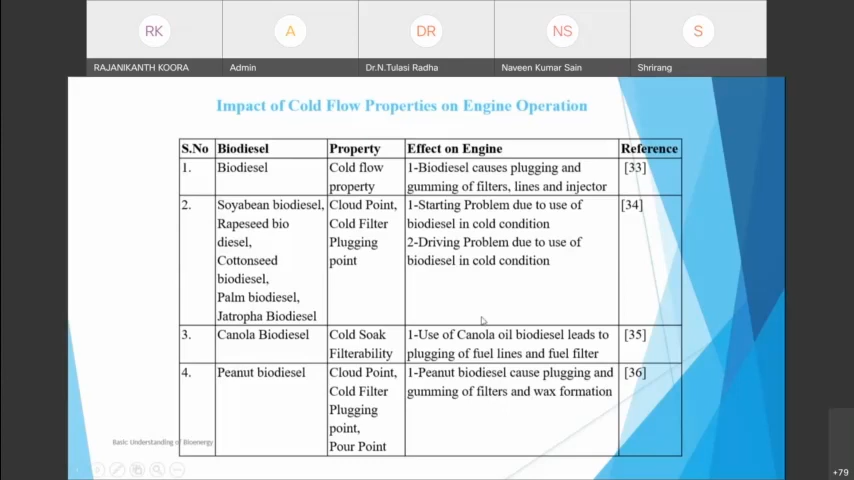 RK
A
DR
NS
S
RAJANIKANTH KOORA
Admin
Dr.N.Tulasi Radha
Naveen Kumar Sain
Shrirang
Impact of Cold Flow Properties on Engine Operation
S.No Biodiesel Property Effect on Engine Reference
1. Biodiesel Cold flow 1-Biodiesel causes plugging and [33]
property gumming of filters, lines and injector
2. Soyabean biodiesel, Cloud Point, 1-Starting Problem due to use of [34]
Rapeseed bio Cold Filter biodiesel in cold condition
diesel, Plugging 2-Driving Problem due to use of
Cottonseed point biodiesel in cold condition
biodiesel,
Palm biodiesel,
Jatropha Biodiesel
3. Canola Biodiesel Cold Soak 1-Use of Canola oil biodiesel leads to [35]
Filterability plugging of fuel lines and fuel filter
4. Peanut biodiesel Cloud Point, 1-Peanut biodiesel cause plugging and [36]
Cold Filter gumming of filters and wax formation
Plugging
point,
Pour Point
Basic Understanding of Bioenergy
+79